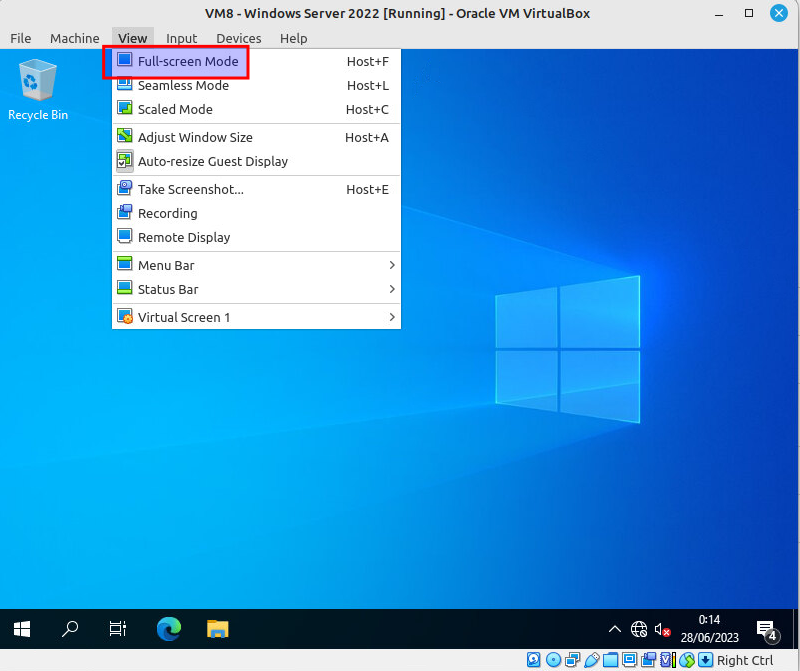 VM8 - Windows Server 2022 [Running] - Oracle VM VirtualBox
File Machine View Input Devices Help
Full-screen Mode Host+F
Seamless Mode Host+L
Scaled Mode Host+C
Adjust Window Size Host+A
Auto-resize Guest Display
Take Screenshot... Host+E
Recording
Remote Display
Menu Bar
Status Bar
Virtual Screen 1
Recycle Bin
0:14
28/06/2023
4
Right Ctrl